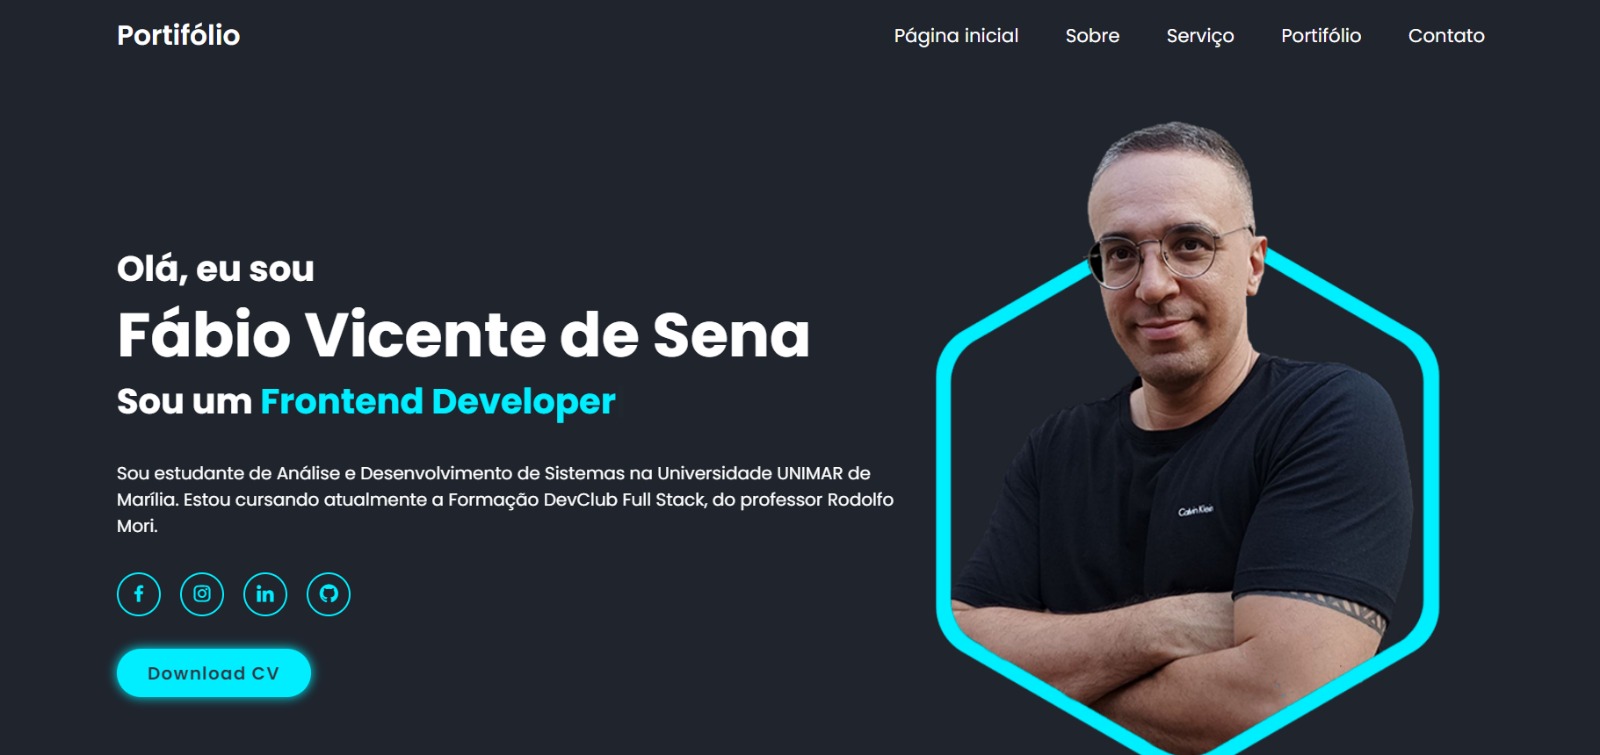 Portifólio
Página inicial
Sobre
Serviço
Portifólio
Contato
Olá, eu sou
Fábio Vicente de Sena
Sou um Frontend Developer
Sou estudante de Análise e Desenvolvimento de Sistemas na Universidade UNIMAR de
Marília. Estou cursando atualmente a Formação DevClub Full Stack, do professor Rodolfo
Mori.
Download CV
Calvin Klein